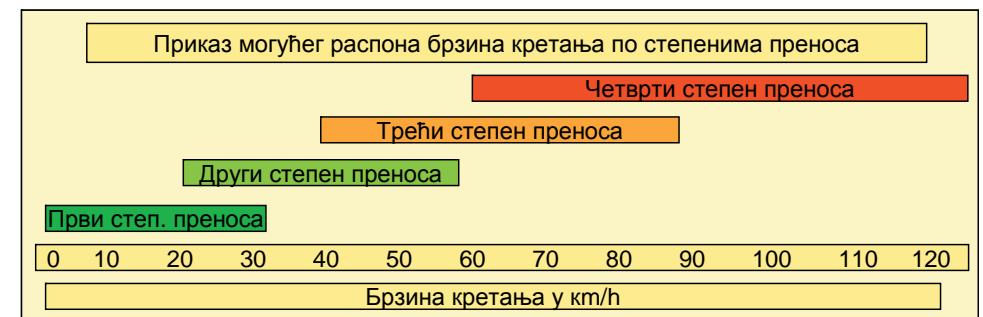 Приказ могућег распона брзина кретања по степенима преноса
Четврти степен преноса
Трећи степен преноса
Други степен преноса
Први степ. преноса
0 10 20 30 40 50 60 70 80 90 100 110 120
Брзина кретања у кm/h